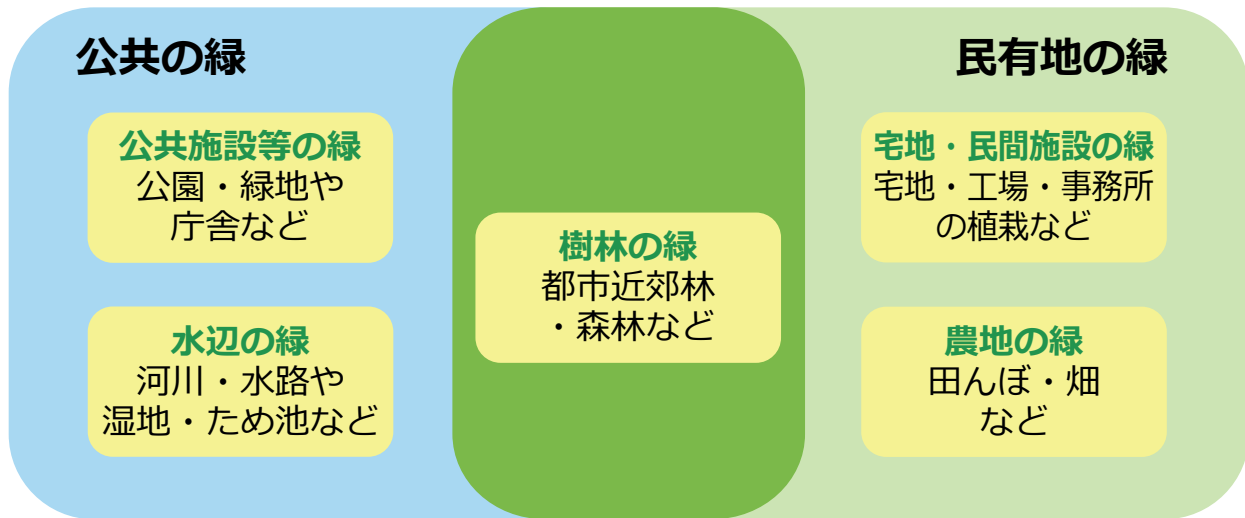 公共の緑
公共施設等の緑
公園・緑地や
庁舎など
水辺の緑
河川・水路や
湿地・ため池など
樹林の緑
都市近郊林
・森林など
民有地の緑
宅地・民間施設の緑
宅地・工場・事務所
の植栽など
農地の緑
田んぼ・畑
など